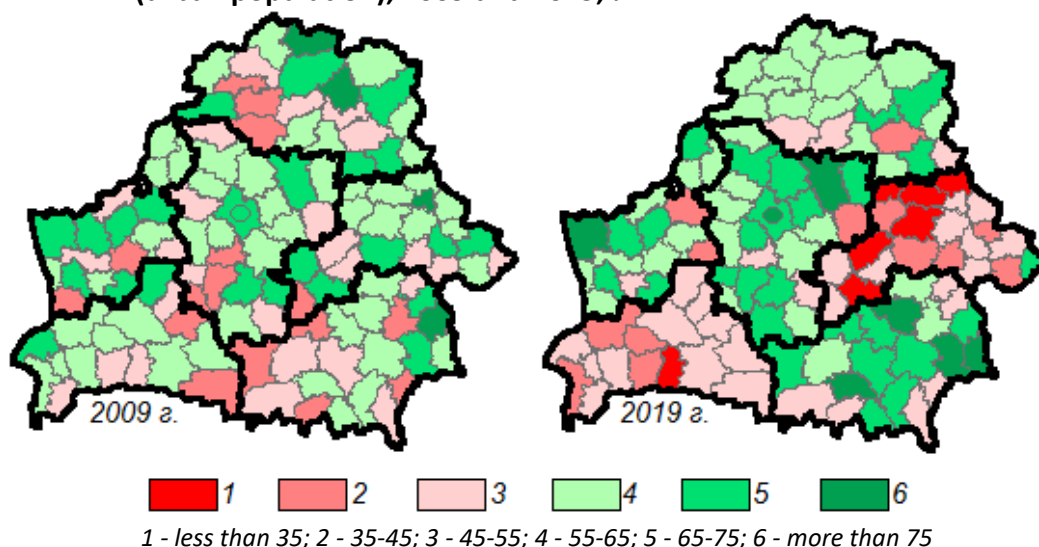 2009 г. 2019 г.
1 2 3 4 5 6
1 - less than 35; 2 - 35-45; 3 - 45-55; 4 - 55-65; 5 - 65-75; 6 - more than 75